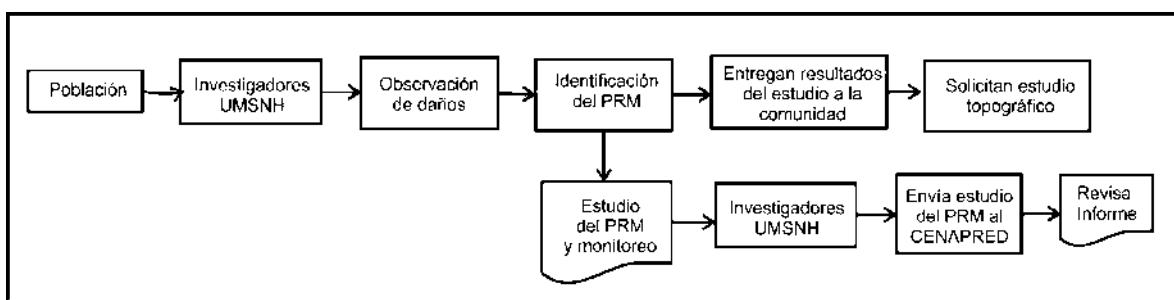 Población
Investigadores
UMSNH
Observación
de daños
Identificación
del PRM
Entregan resultados
del estudio a la
comunidad
Solicitan estudio
topográfico
Estudio
del PRM
y monitoreo
Investigadores
UMSNH
Envía estudio
del PRM al
CENAPRED
Revisa
Informe